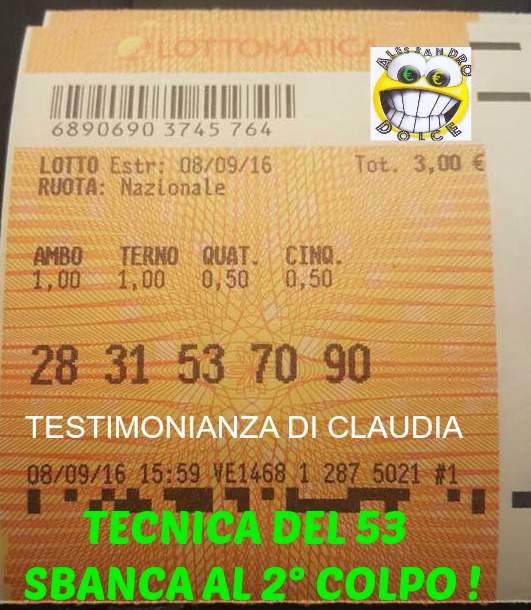 LOTTOMATICA
ALESSANDRO
DOLCE
6890690 3745 764
LOTTO Estr: 08/09/16 Tot. 3,00 €
RUOTA: Nazionale
AMBO TERNO QUAT. CINQ.
1,00 1,00 0,50 0,50
28 31 53 70 90
TESTIMONIANZA DI CLAUDIA
08/09/16 15:59 VE1468 1 287 5021 #1
TECNICA DEL 53
SBANCA AL 2° COLPO !